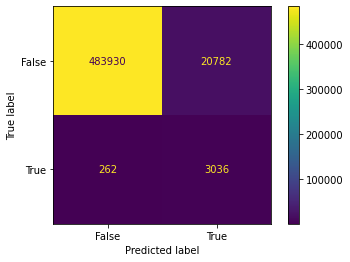 True label
False
483930
20782
True
262
3036
False
True
Predicted label
400000
300000
200000
100000